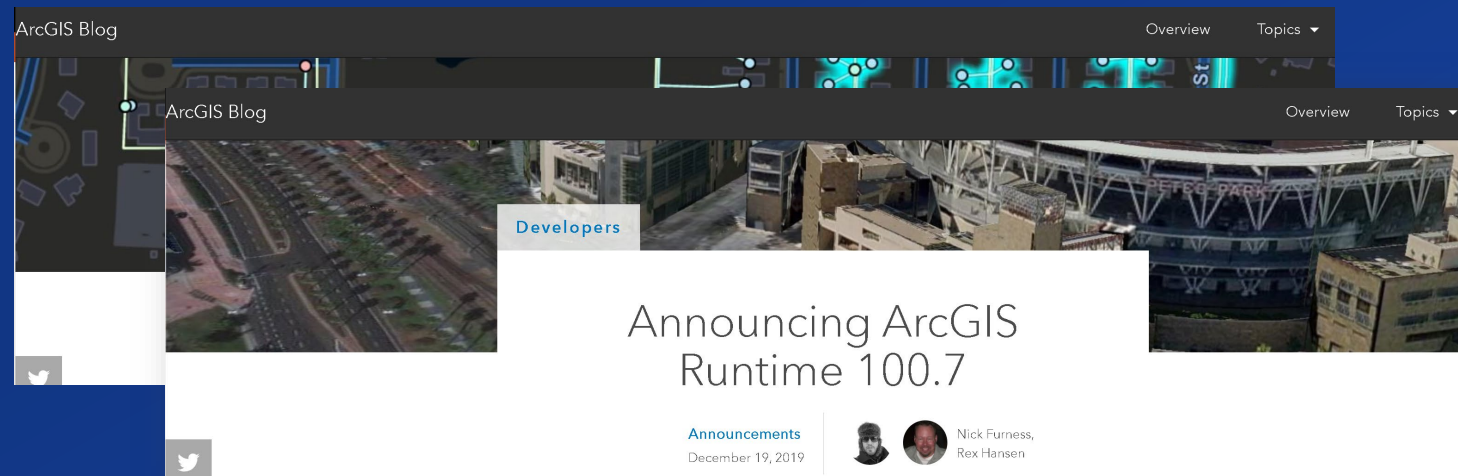 ArcGIS Blog
Overview
Topics
St
ArcGIS Blog
Overview
Topics
PETCO PARK
Developers
Announcing ArcGIS
Runtime 100.7
Announcements
December 19, 2019
Nick Furness,
Rex Hansen